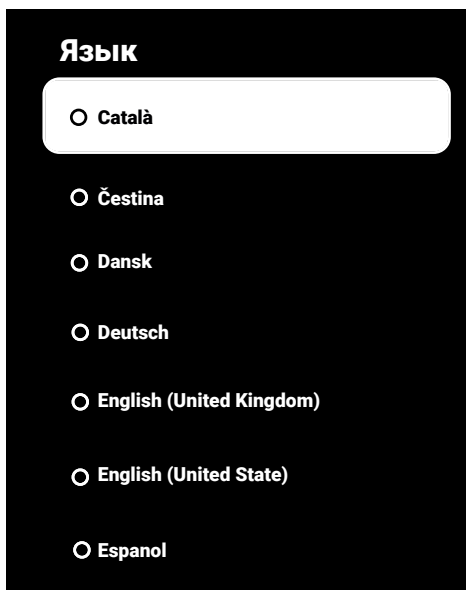 Язык
Català
Čestina
Dansk
Deutsch
English (United Kingdom)
English (United State)
Espanol